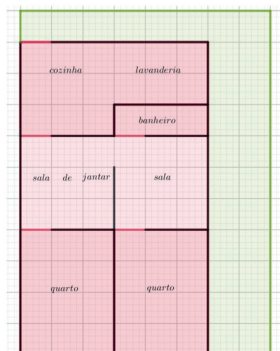 cozinha lavanderia
banheiro
sala de jantar sala
quarto quarto